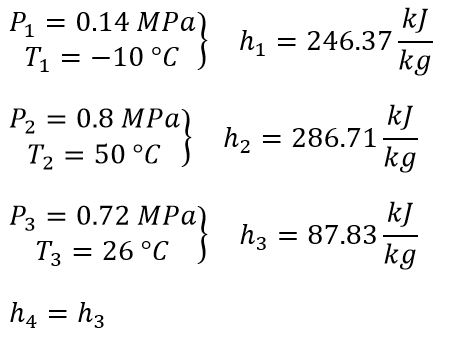 P₁ = 0.14 MPa
T₁ = −10 °C } h₁ = 246.37 kJ/kg
P₂ = 0.8 MPa
T₂ = 50 °C } h₂ = 286.71 kJ/kg
P₃ = 0.72 MPa
T₃ = 26 °C } h₃ = 87.83 kJ/kg
h₄ = h₃